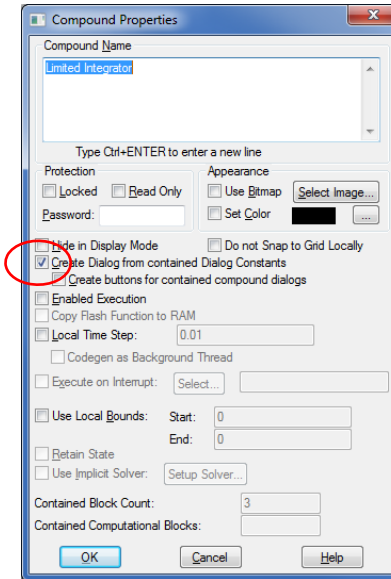 Compound Properties
x
Compound Name
Limited Integrator
Type Ctrl+ENTER to enter a new line
Protection Appearance
Locked Read Only Use Bitmap Select Image...
Password: Set Color ...
Hide in Display Mode Do not Snap to Grid Locally
Create Dialog from contained Dialog Constants
Create buttons for contained compound dialogs
Enabled Execution
Copy Flash Function to RAM
Local Time Step: 0.01
Codegen as Background Thread
Execute on Interrupt: Select...
Use Local Bounds: Start: 0
End: 0
Retain State
Use Implicit Solver: Setup Solver...
Contained Block Count: 3
Contained Computational Blocks:
OK Cancel Help